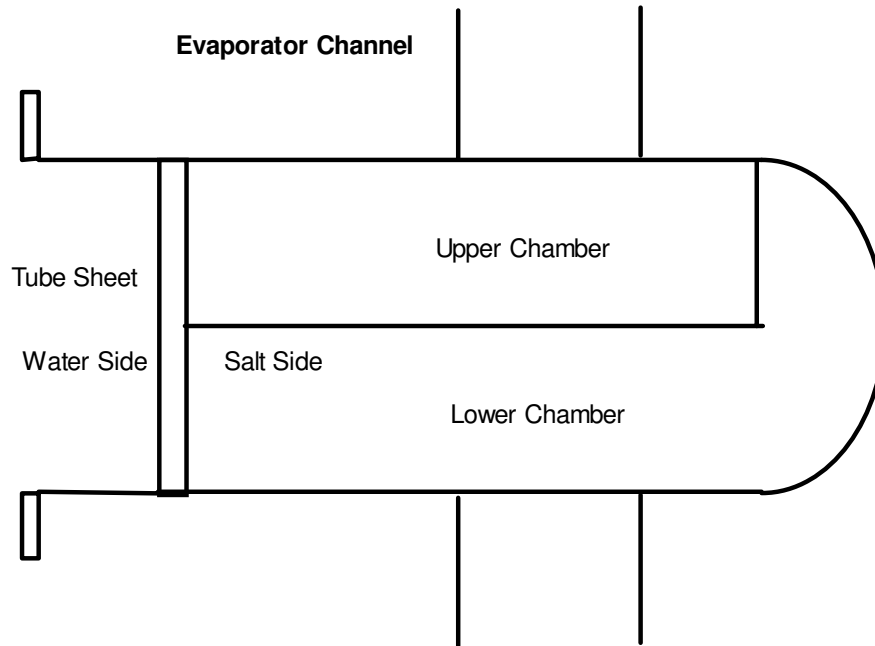 Evaporator Channel
Upper Chamber
Tube Sheet
Water Side
Salt Side
Lower Chamber